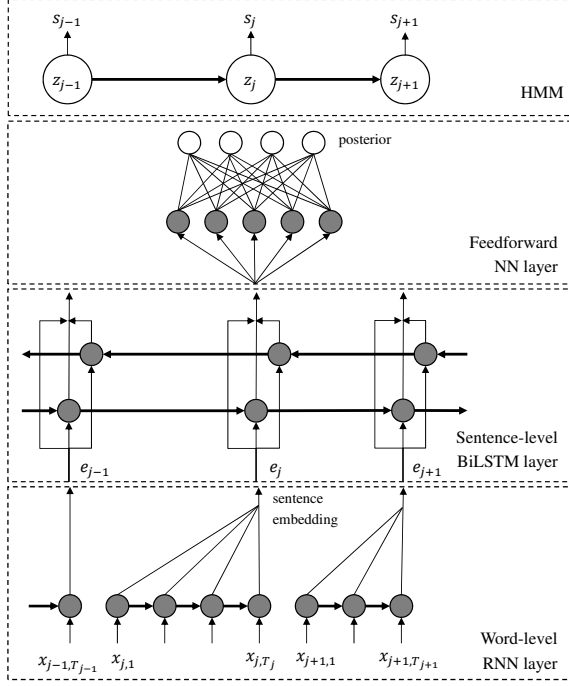 s_{j−1} s_j s_{j+1}
z_{j−1} z_j z_{j+1}
HMM
posterior
Feedforward
NN layer
Sentence-level
BiLSTM layer
e_{j−1} e_j e_{j+1}
sentence
embedding
x_{j−1,T_{j−1}} x_{j,1} x_{j,T_j} x_{j+1,1} x_{j+1,T_{j+1}}
Word-level
RNN layer